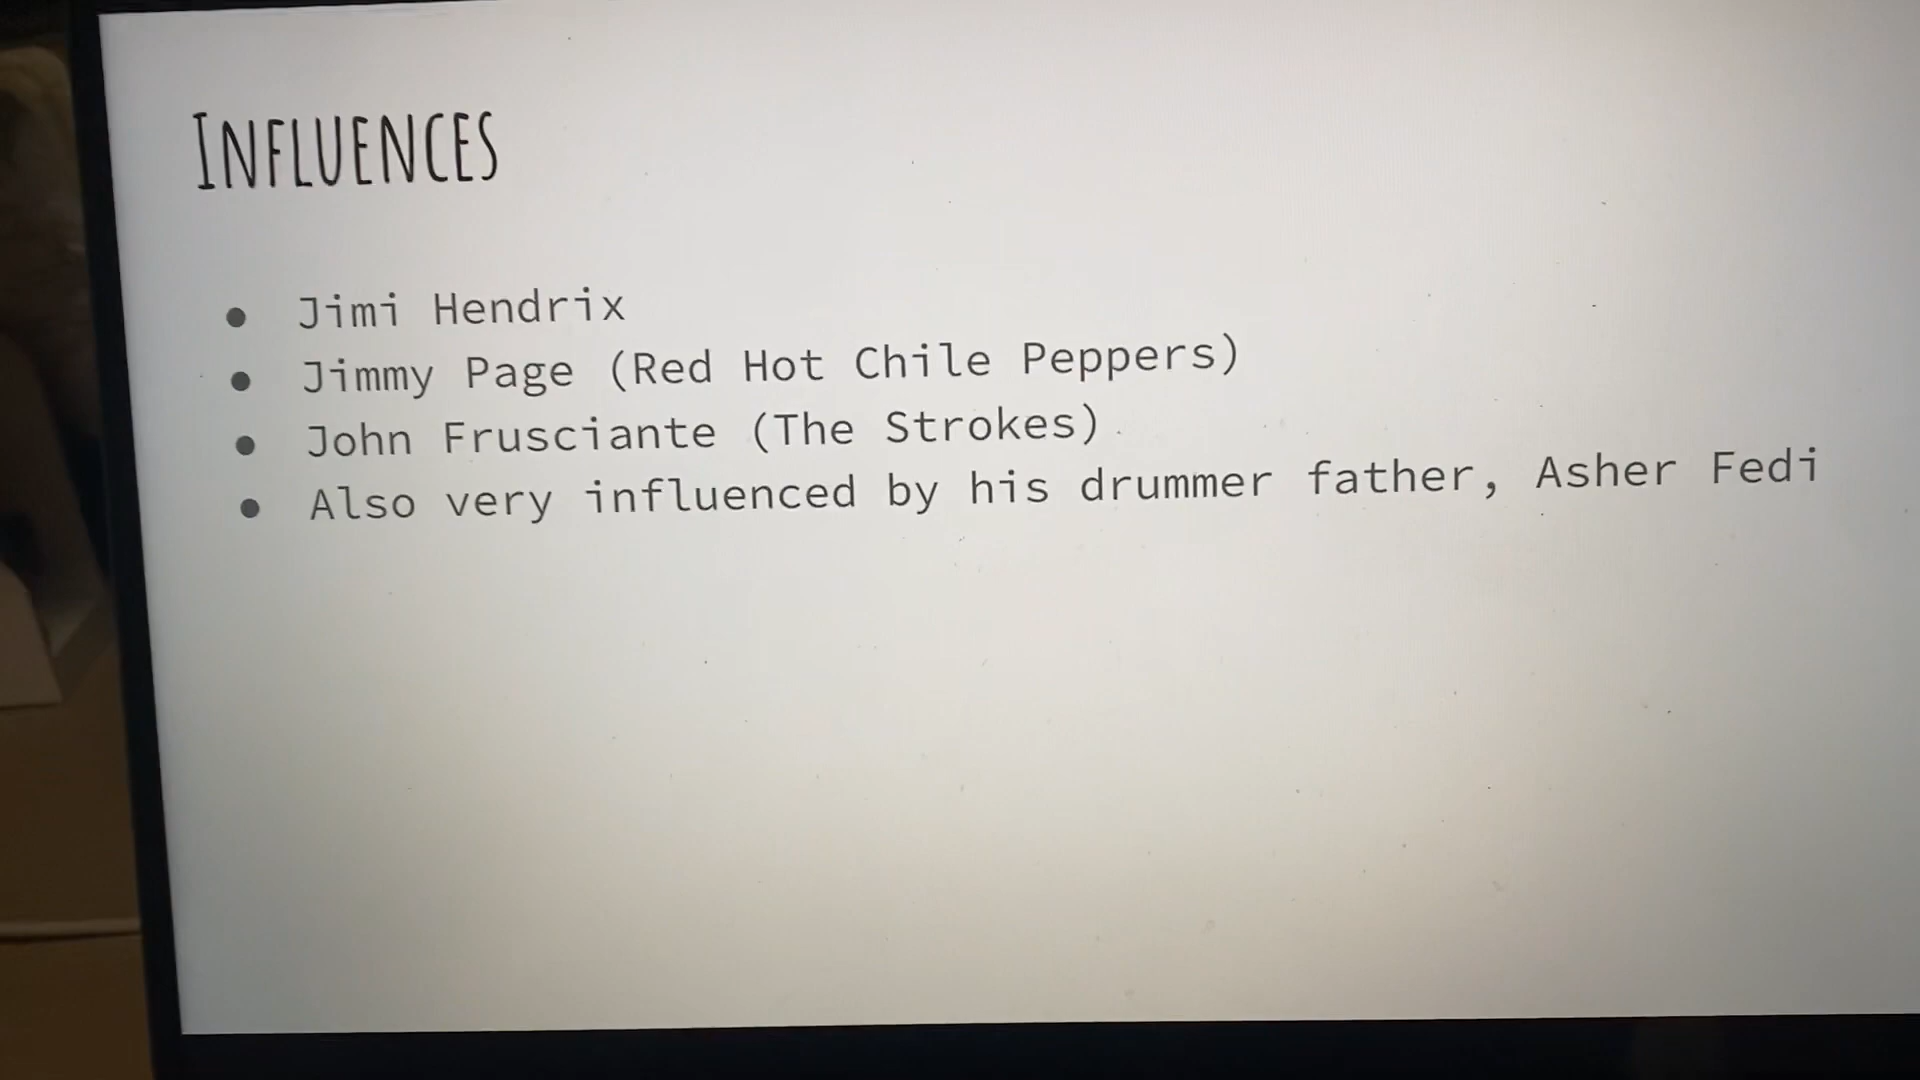 INFLUENCES
● Jimi Hendrix
● Jimmy Page (Red Hot Chile Peppers)
● John Frusciante (The Strokes)
● Also very influenced by his drummer father, Asher Fedi